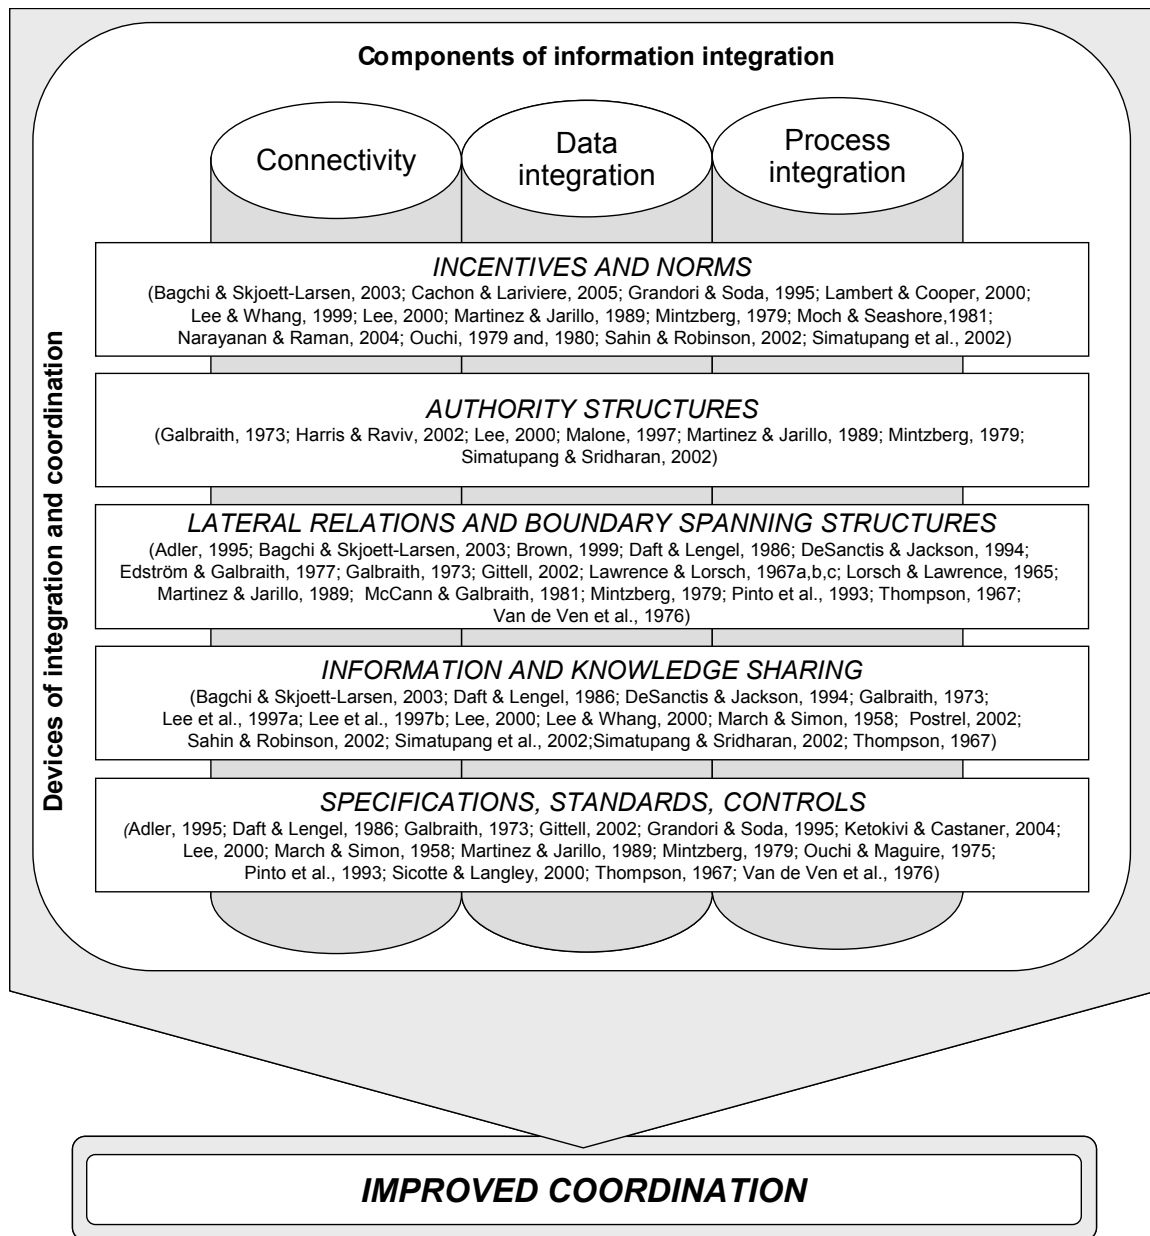 Components of information integration
Connectivity
Data
integration
Process
integration
Devices of integration and coordination
INCENTIVES AND NORMS
(Bagchi & Skjoett-Larsen, 2003; Cachon & Lariviere, 2005; Grandori & Soda, 1995; Lambert & Cooper, 2000;
Lee & Whang, 1999; Lee, 2000; Martinez & Jarillo, 1989; Mintzberg, 1979; Moch & Seashore,1981;
Narayanan & Raman, 2004; Ouchi, 1979 and, 1980; Sahin & Robinson, 2002; Simatupang et al., 2002)
AUTHORITY STRUCTURES
(Galbraith, 1973; Harris & Raviv, 2002; Lee, 2000; Malone, 1997; Martinez & Jarillo, 1989; Mintzberg, 1979;
Simatupang & Sridharan, 2002)
LATERAL RELATIONS AND BOUNDARY SPANNING STRUCTURES
(Adler, 1995; Bagchi & Skjoett-Larsen, 2003; Brown, 1999; Daft & Lengel, 1986; DeSanctis & Jackson, 1994;
Edström & Galbraith, 1977; Galbraith, 1973; Gittell, 2002; Lawrence & Lorsch, 1967a,b,c; Lorsch & Lawrence, 1965;
Martinez & Jarillo, 1989; McCann & Galbraith, 1981; Mintzberg, 1979; Pinto et al., 1993; Thompson, 1967;
Van de Ven et al., 1976)
INFORMATION AND KNOWLEDGE SHARING
(Bagchi & Skjoett-Larsen, 2003; Daft & Lengel, 1986; DeSanctis & Jackson, 1994; Galbraith, 1973;
Lee et al., 1997a; Lee et al., 1997b; Lee, 2000; Lee & Whang, 2000; March & Simon, 1958; Postrel, 2002;
Sahin & Robinson, 2002; Simatupang et al., 2002;Simatupang & Sridharan, 2002; Thompson, 1967)
SPECIFICATIONS, STANDARDS, CONTROLS
(Adler, 1995; Daft & Lengel, 1986; Galbraith, 1973; Gittell, 2002; Grandori & Soda, 1995; Ketokivi & Castaner, 2004;
Lee, 2000; March & Simon, 1958; Martinez & Jarillo, 1989; Mintzberg, 1979; Ouchi & Maguire, 1975;
Pinto et al., 1993; Sicotte & Langley, 2000; Thompson, 1967; Van de Ven et al., 1976)
IMPROVED COORDINATION